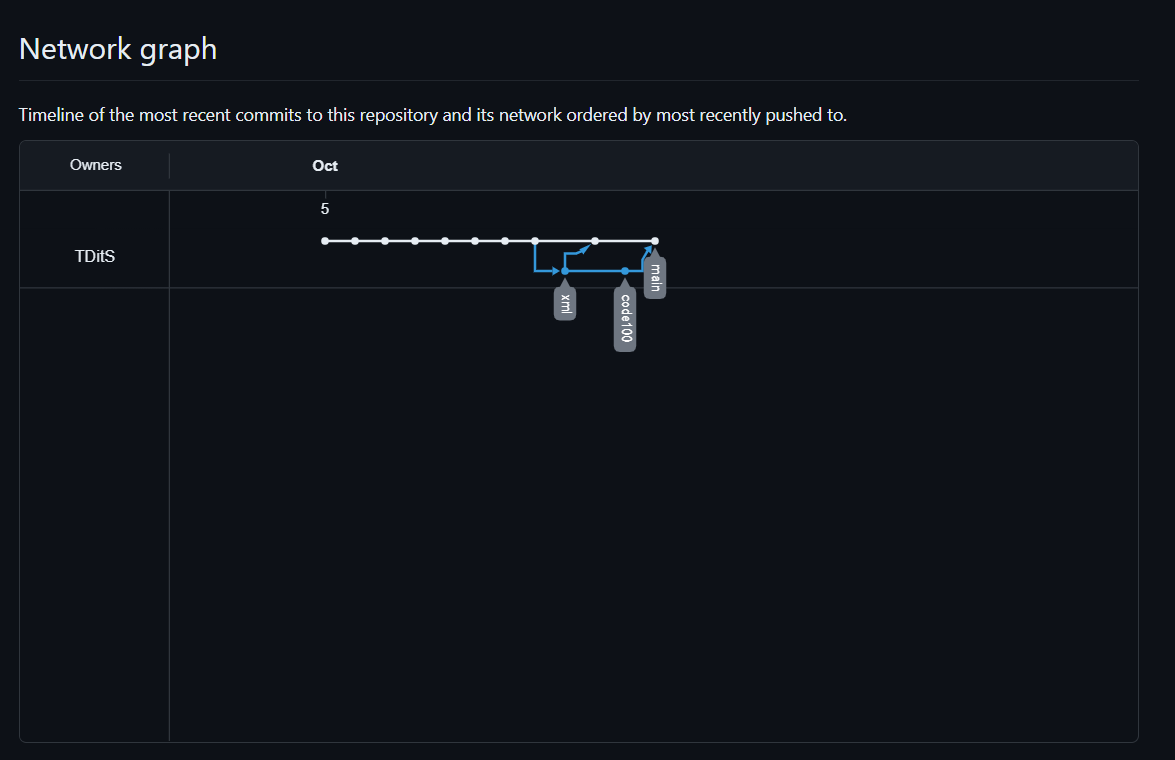 Network graph
Timeline of the most recent commits to this repository and its network ordered by most recently pushed to.
Owners
Oct
5
TDitS
main
xml
code100